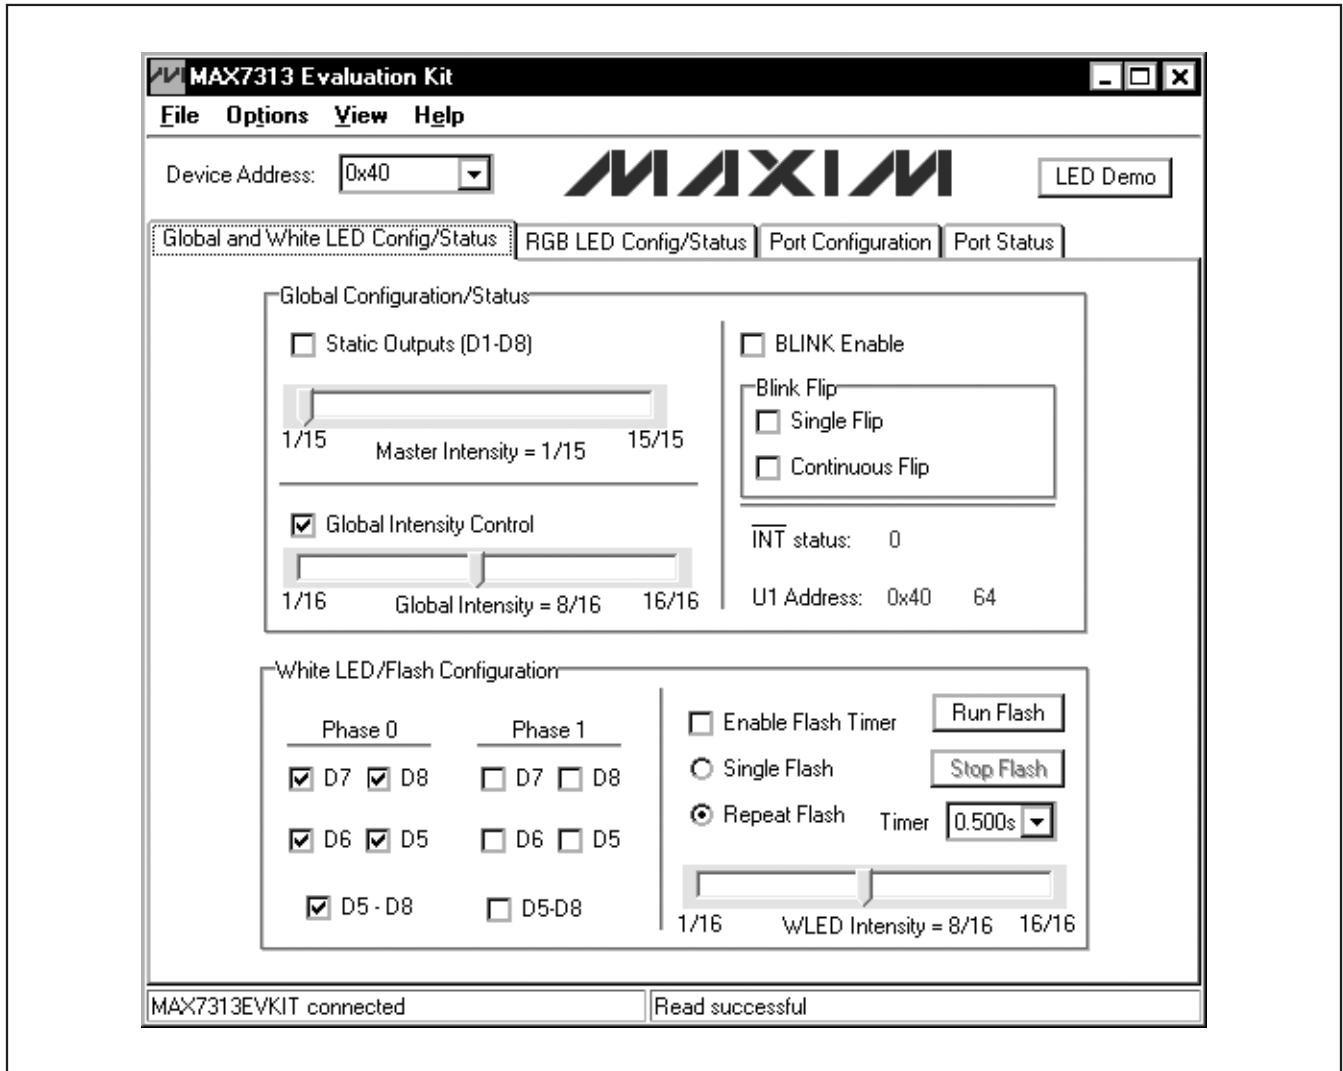 MAX7313 Evaluation Kit
File Options View Help
Device Address: 0x40 MAXIM LED Demo
Global and White LED Config/Status RGB LED Config/Status Port Configuration Port Status
Global Configuration/Status
Static Outputs (D1-D8)
1/15 Master Intensity = 1/15 15/15
Global Intensity Control
1/16 Global Intensity = 8/16 16/16
BLINK Enable
Blink Flip
Single Flip
Continuous Flip
INT status: 0
U1 Address: 0x40 64
White LED/Flash Configuration
Phase 0 Phase 1
D7 D8 D7 D8
D6 D5 D6 D5
D5 - D8 D5-D8
Enable Flash Timer Run Flash
Single Flash Stop Flash
Repeat Flash Timer 0.500s
1/16 WLED Intensity = 8/16 16/16
MAX7313EVKIT connected Read successful